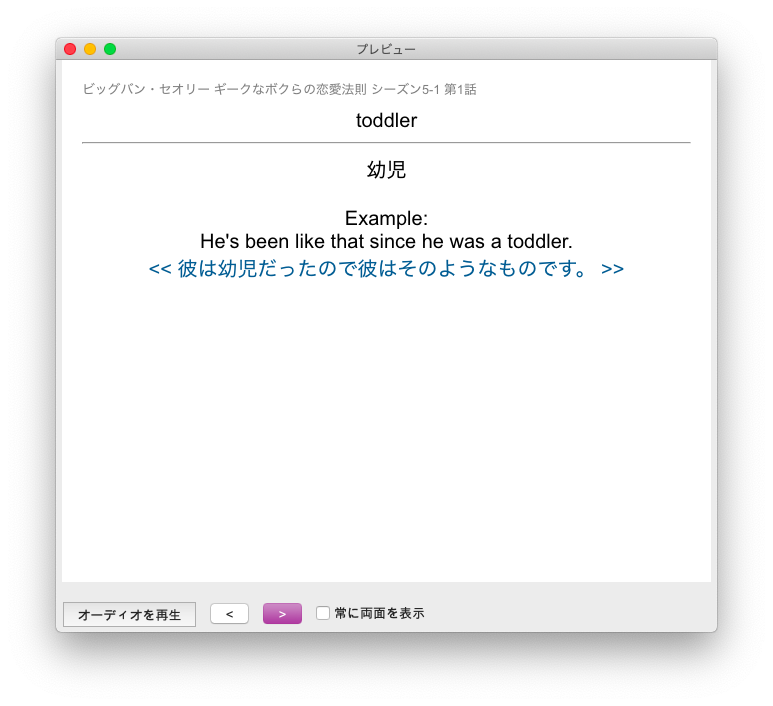 プレビュー
ビッグバン・セオリー ギークなボクらの恋愛法則 シーズン5-1 第1話
toddler
幼児
Example:
He's been like that since he was a toddler.
<< 彼は幼児だったので彼はそのようなものです。 >>
オーディオを再生 < > 常に両面を表示